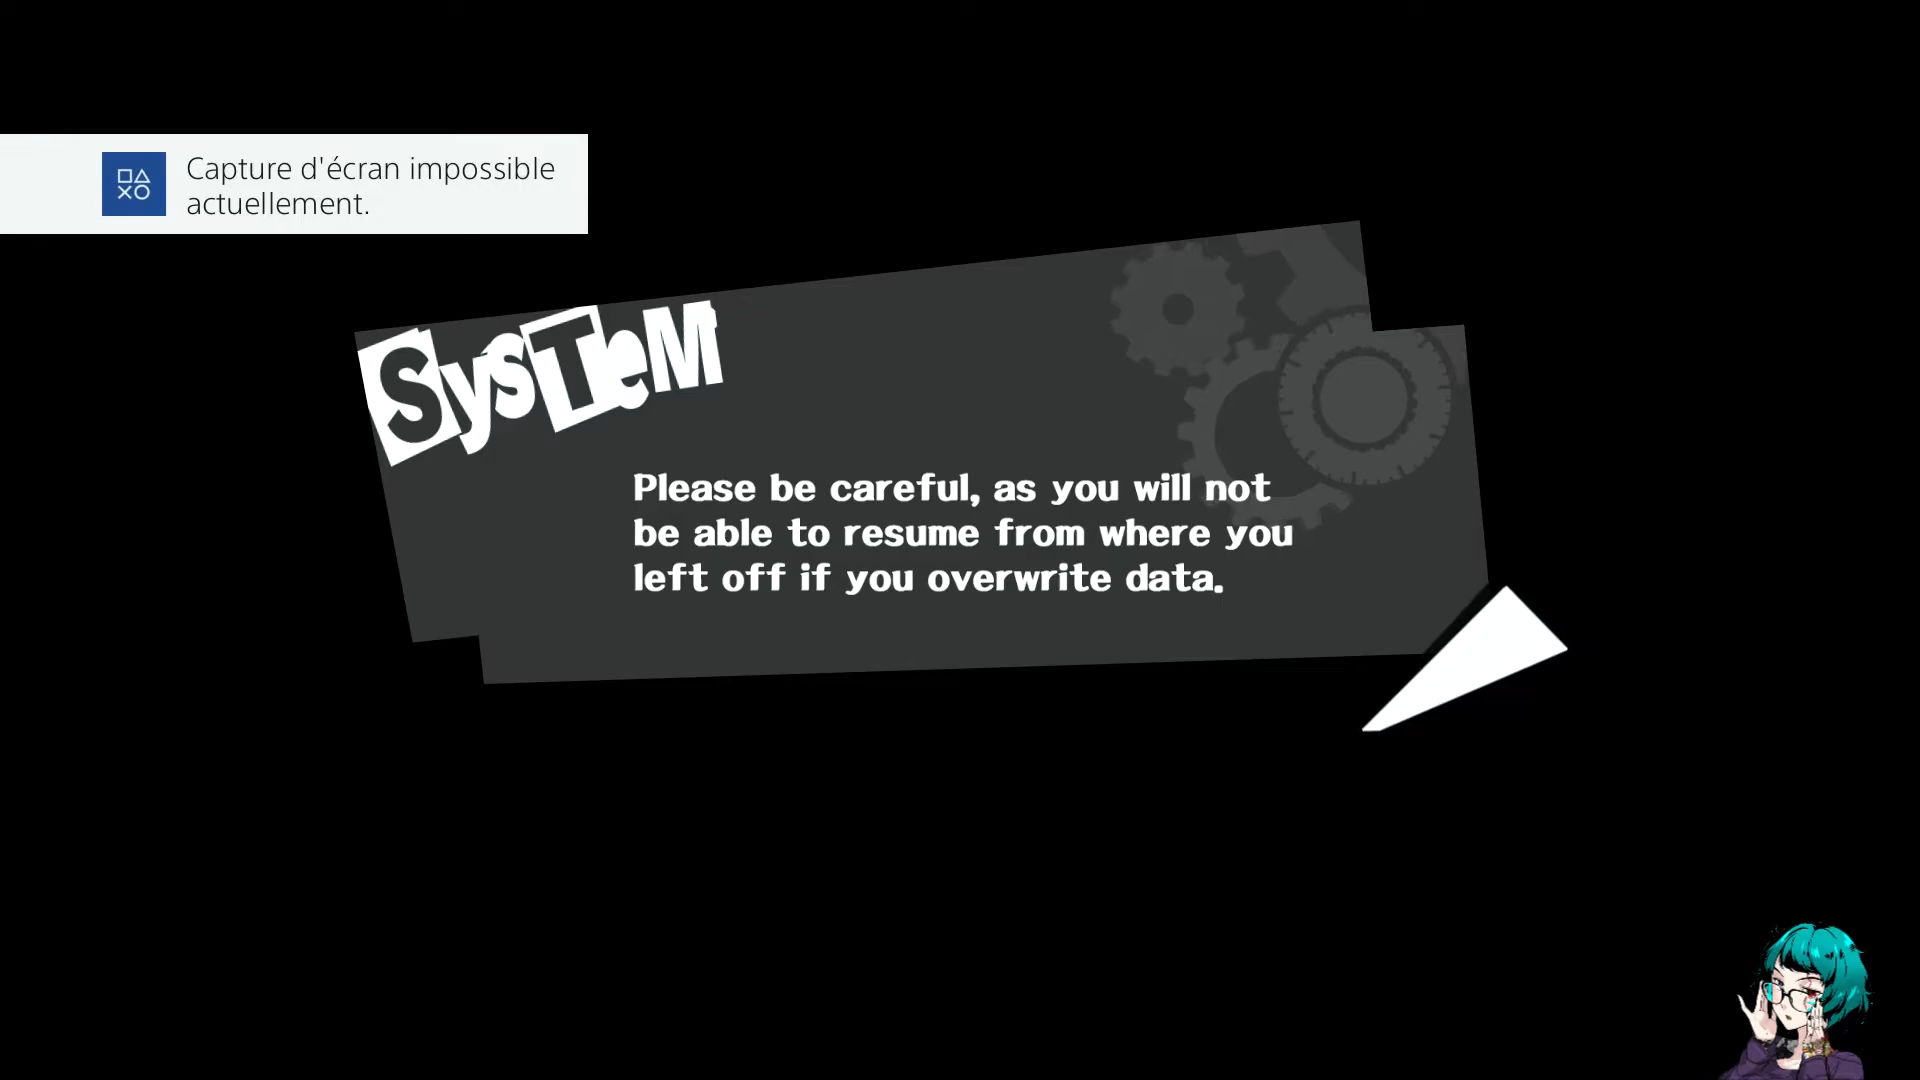 Capture d'écran impossible
actuellement.
SysTeM
Please be careful, as you will not
be able to resume from where you
left off if you overwrite data.